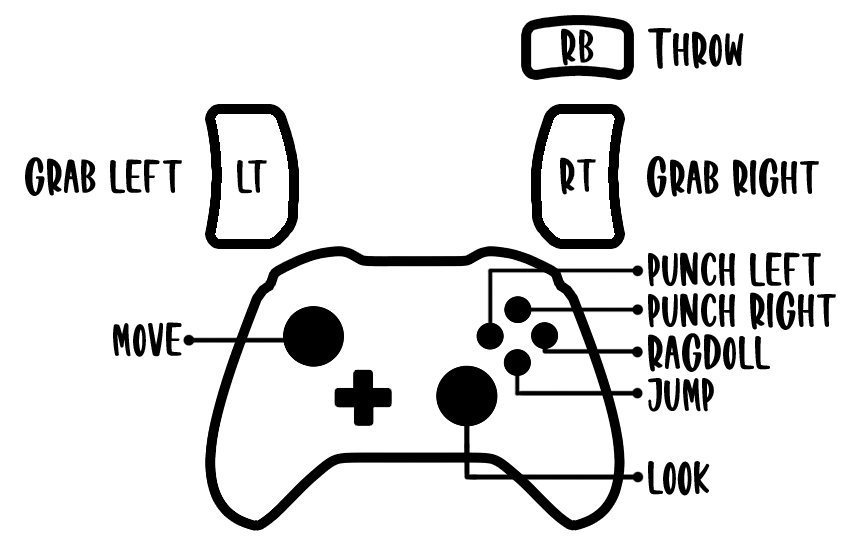 RB THROW
GRAB LEFT LT RT GRAB RIGHT
PUNCH LEFT
PUNCH RIGHT
MOVE
RAGDOLL
JUMP
LOOK